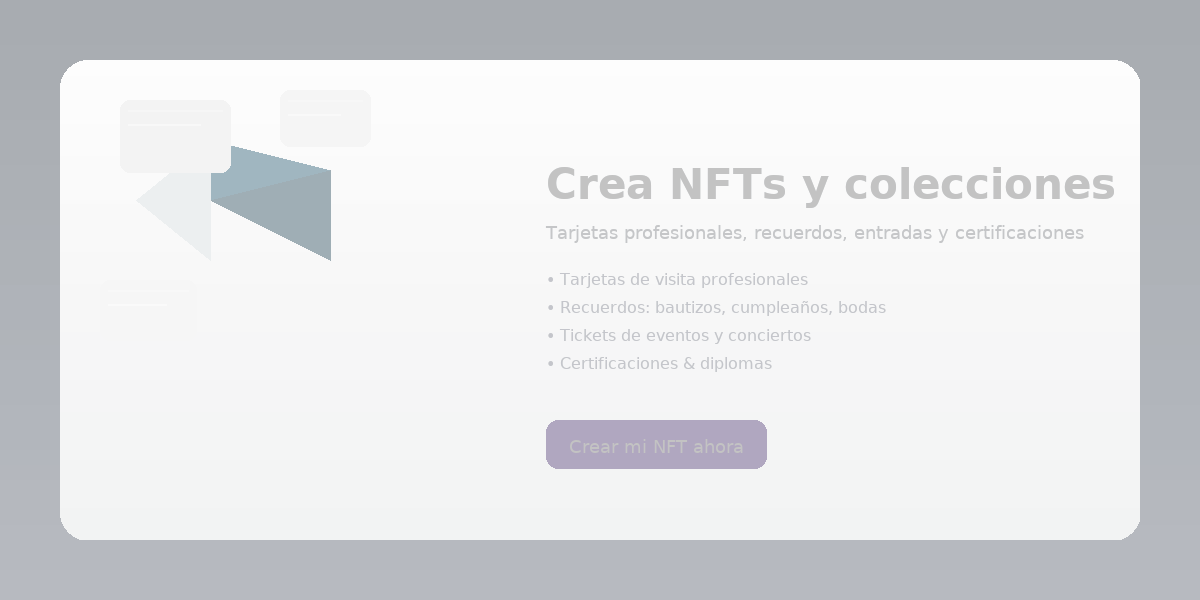 Crea NFTs y colecciones
Tarjetas profesionales, recuerdos, entradas y certificaciones
• Tarjetas de visita profesionales
• Recuerdos: bautizos, cumpleaños, bodas
• Tickets de eventos y conciertos
• Certificaciones & diplomas
Crear mi NFT ahora